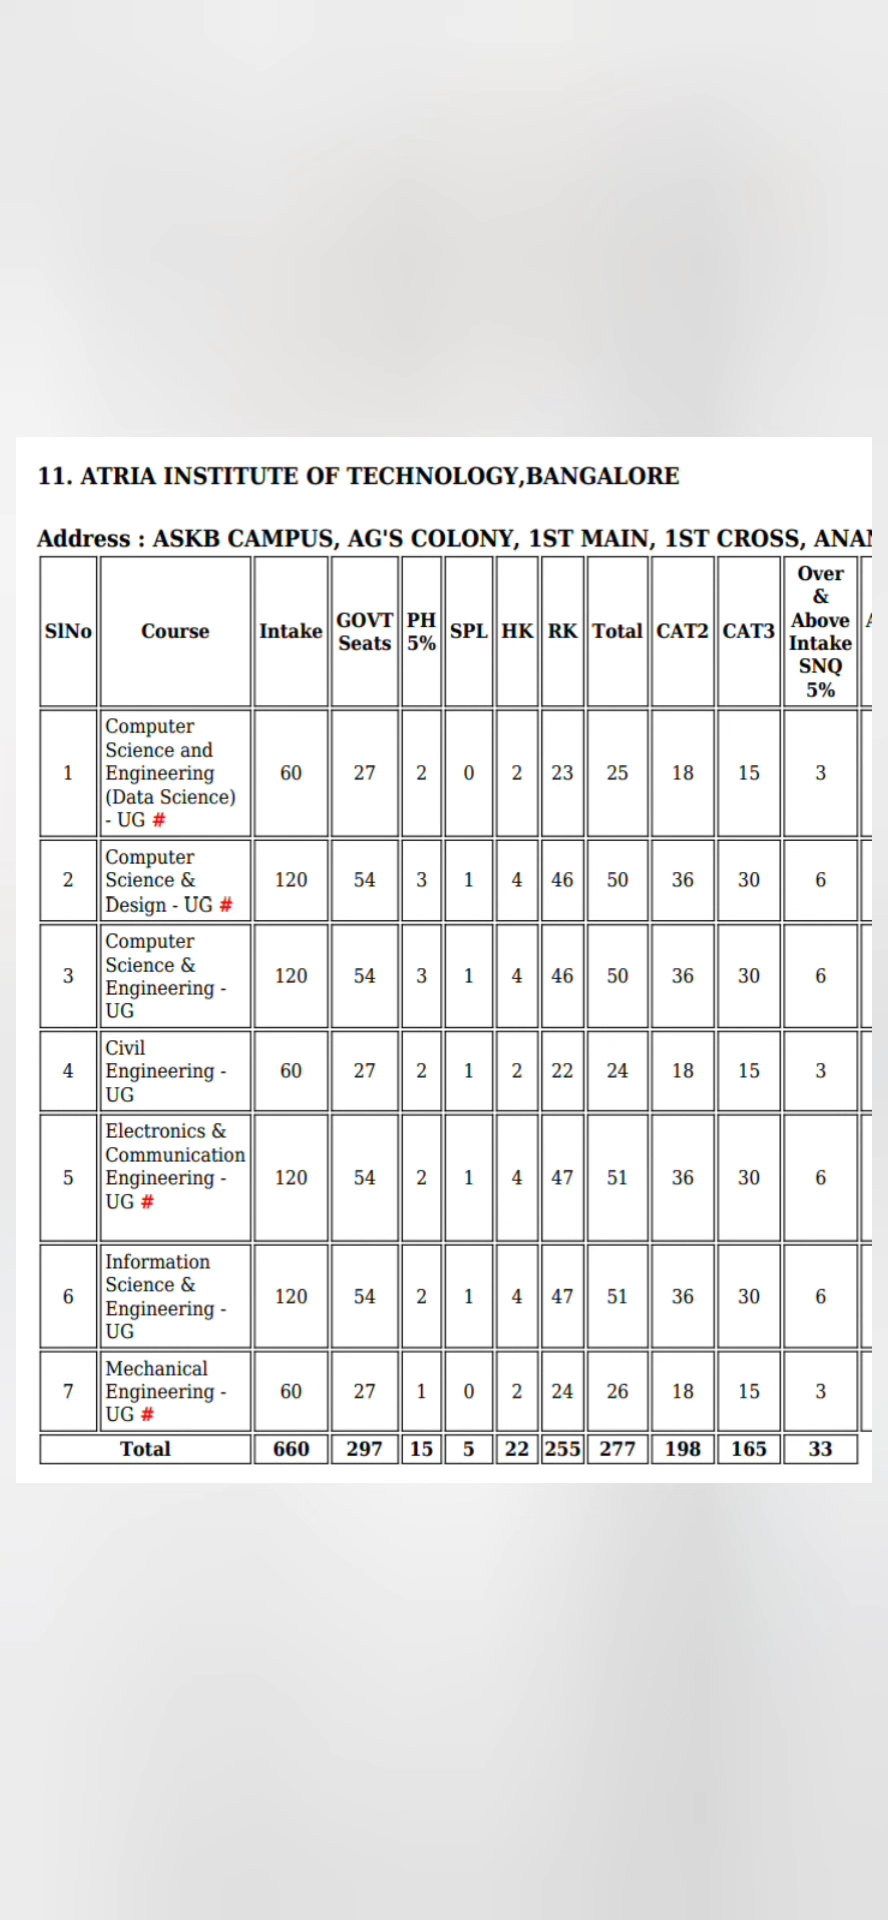 11. ATRIA INSTITUTE OF TECHNOLOGY,BANGALORE
Address : ASKB CAMPUS, AG'S COLONY, 1ST MAIN, 1ST CROSS,
SlNo Course Intake GOVT Seats PH 5% SPL HK RK Total CAT2 CAT3 Over & Above Intake SNQ 5%
1 Computer Science and Engineering (Data Science) - UG # 60 27 2 0 2 23 25 18 15 3
2 Computer Science & Design - UG # 120 54 3 1 4 46 50 36 30 6
3 Computer Science & Engineering - UG 120 54 3 1 4 46 50 36 30 6
4 Civil Engineering - UG 60 27 2 1 2 22 24 18 15 3
5 Electronics & Communication Engineering - UG # 120 54 2 1 4 47 51 36 30 6
6 Information Science & Engineering - UG 120 54 2 1 4 47 51 36 30 6
7 Mechanical Engineering - UG # 60 27 1 0 2 24 26 18 15 3
Total 660 297 15 5 22 255 277 198 165 33